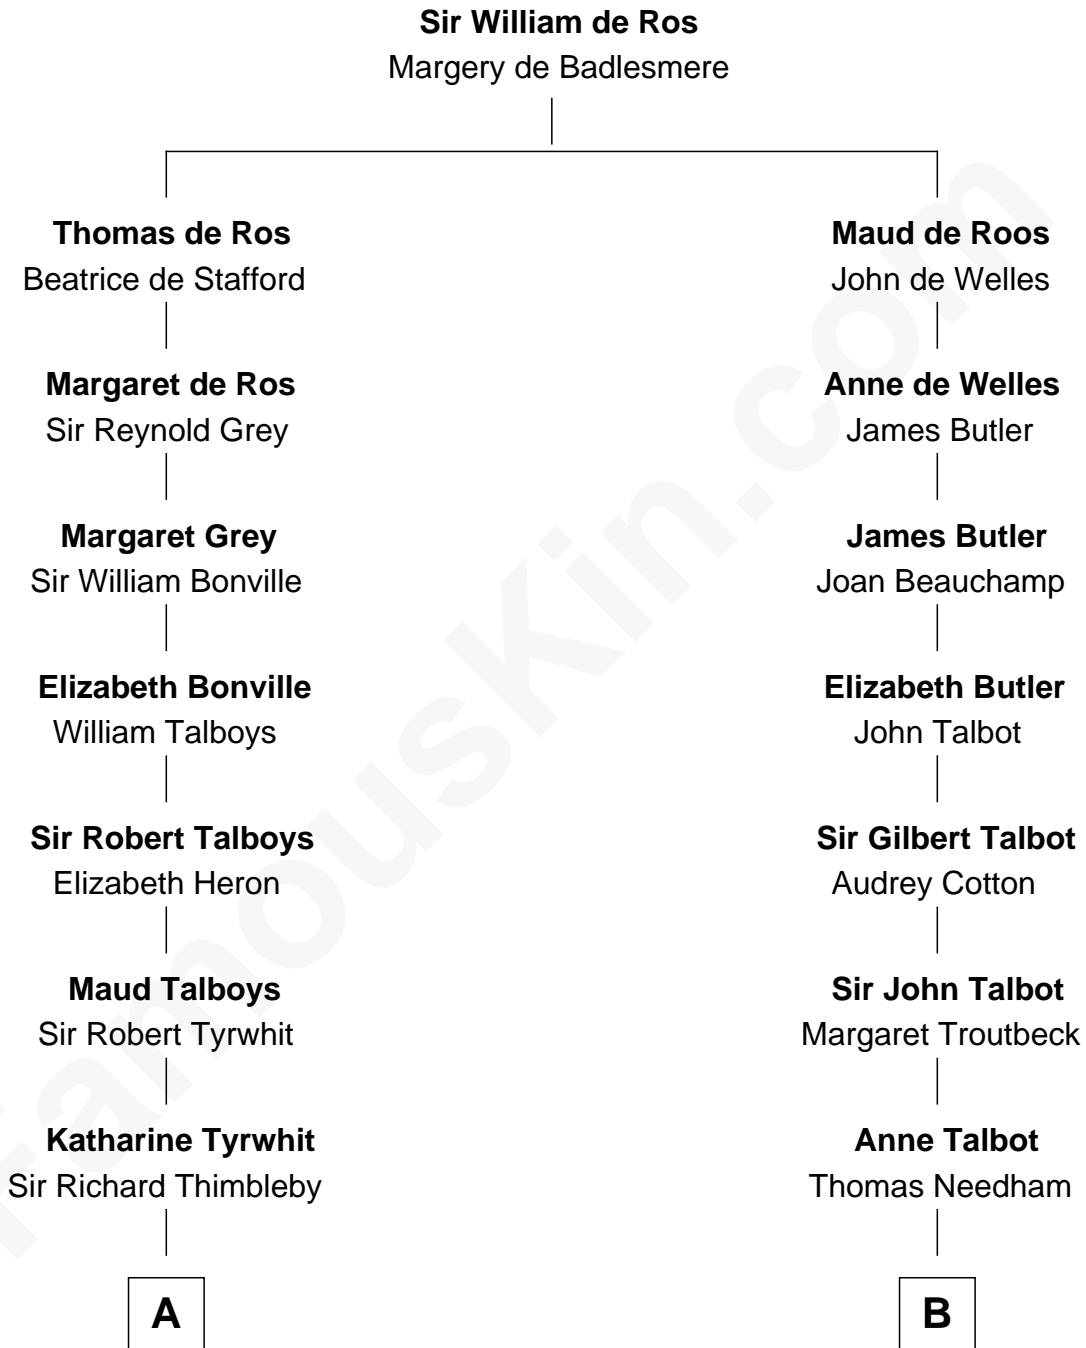 Sir William de Ros
Margery de Badlesmere
Thomas de Ros
Beatrice de Stafford
Maud de Roos
John de Welles
Margaret de Ros
Sir Reynold Grey
Anne de Welles
James Butler
Margaret Grey
Sir William Bonville
James Butler
Joan Beauchamp
Elizabeth Bonville
William Talboys
Elizabeth Butler
John Talbot
Sir Robert Talboys
Elizabeth Heron
Sir Gilbert Talbot
Audrey Cotton
Maud Talboys
Sir Robert Tyrwhit
Sir John Talbot
Margaret Troutbeck
Katharine Tyrwhit
Sir Richard Thimbleby
Anne Talbot
Thomas Needham
A
B
FamousKin.com